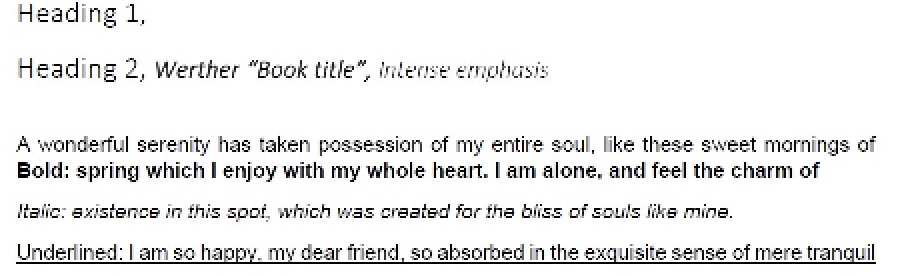 Heading 1,
Heading 2, Werther “Book title”, Intense emphasis
A wonderful serenity has taken possession of my entire soul, like these sweet mornings of
Bold: spring which I enjoy with my whole heart. I am alone, and feel the charm of
Italic: existence in this spot, which was created for the bliss of souls like mine.
Underlined: I am so happy, my dear friend, so absorbed in the exquisite sense of mere tranquil